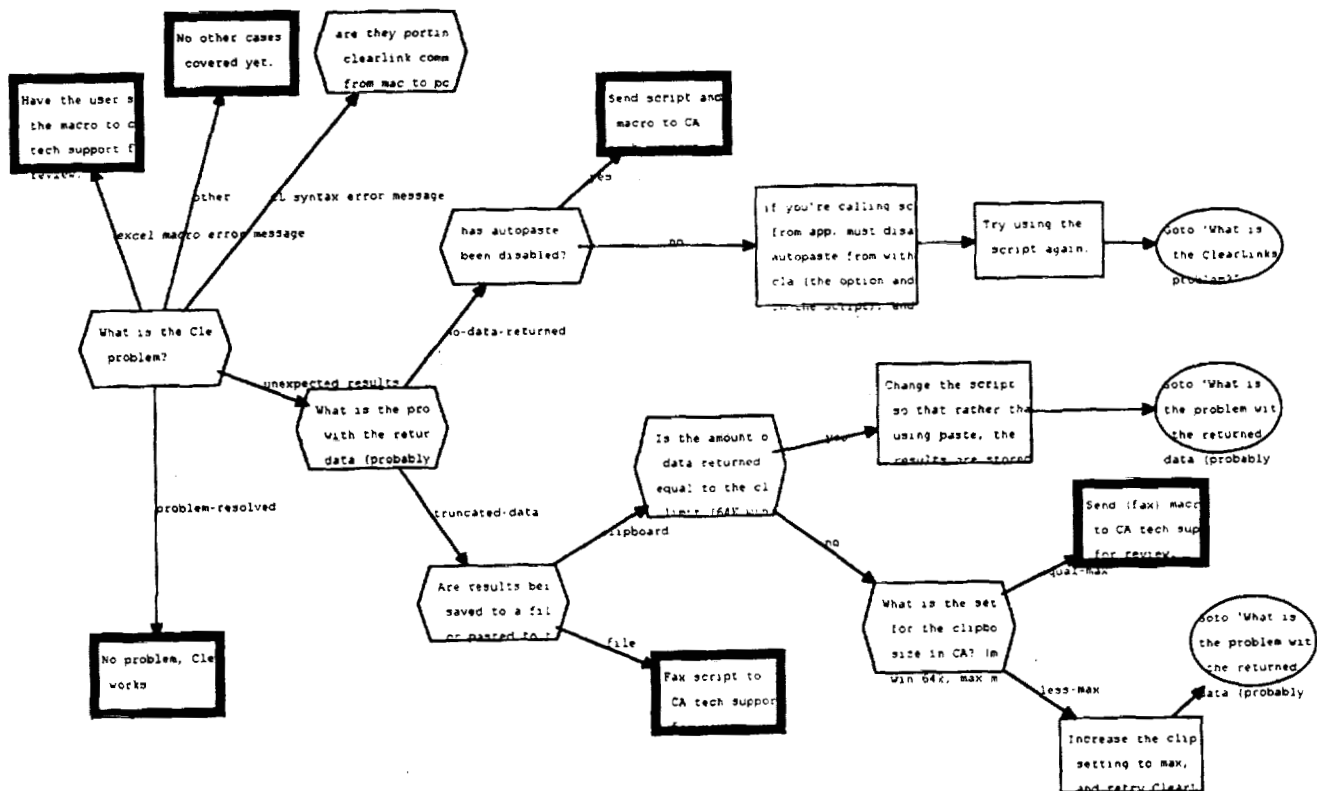 No other cases
covered yet.
are they portin
clearlink comm
from mac to pc
Have the user s
the macro to c
tech support f
review.
Send script and
macro to CA
yes
other
syntax error message
excel macro error message
has autopaste
been disabled?
no
if you're calling sc
from app. must disa
autopaste from with
cla (the option and
in the script), and
Try using the
script again.
Goto 'What is
the ClearLinks
problem?'
What is the Cle
problem?
no-data-returned
unexpected results
What is the pro
with the retur
data (probably
Is the amount o
data returned
equal to the cl
limit (64K win
Change the script
so that rather tha
using paste, the
results are stored
Goto 'What is
the problem wit
the returned
data (probably
problem-resolved
truncated-data
clipboard
no
Send (fax) macr
to CA tech sup
for review.
equal-max
Are results bei
saved to a fil
or pasted to t
file
What is the set
for the clipbo
size in CA?
max m
Goto 'What is
the problem wit
the returned
data (probably
No problem, Cle
works
Fax script to
CA tech suppor
less-max
Increase the clip
setting to max,
and retry Clear